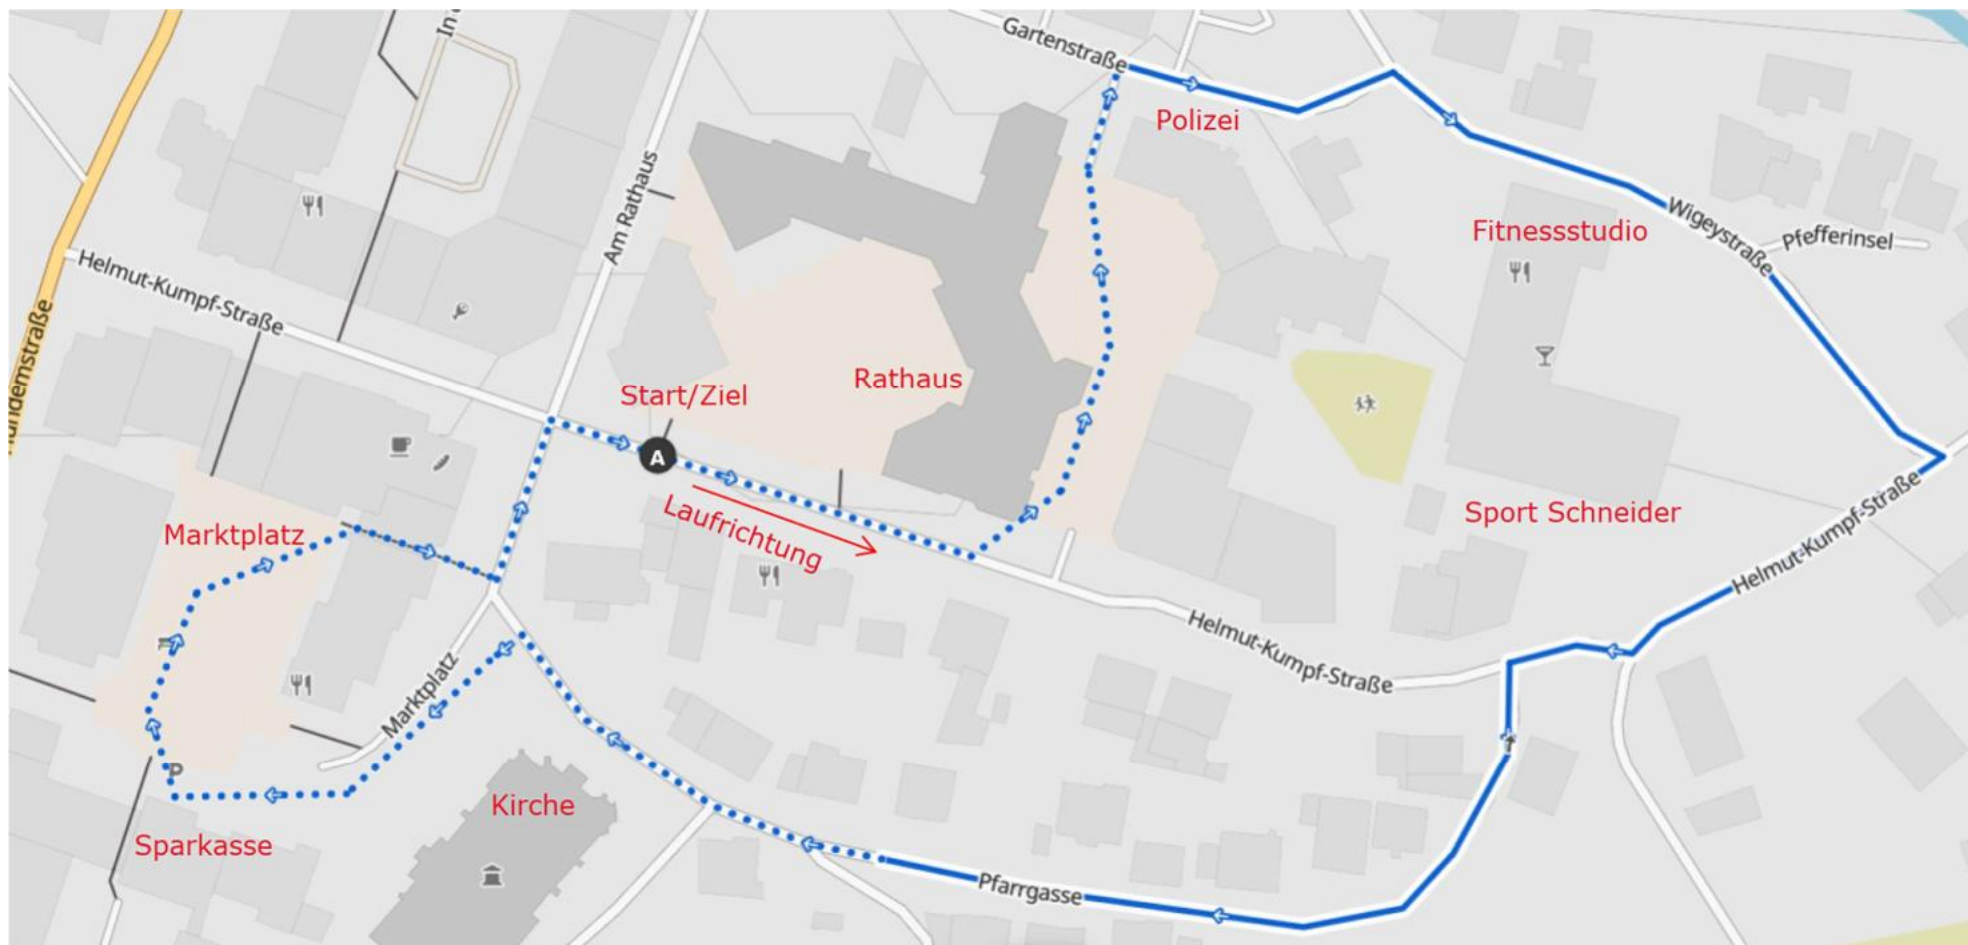 Gartenstraße
Polizei
Am Rathaus
Wigeystraße
Fitnessstudio
Pfefferinsel
Helmut-Kumpf-Straße
Rathaus
Start/Ziel
A
Laufrichtung
Sport Schneider
Marktplatz
Helmut-Kumpf-Straße
Helmut-Kumpf-Straße
Marktplatz
P
Kirche
Sparkasse
Pfarrgasse